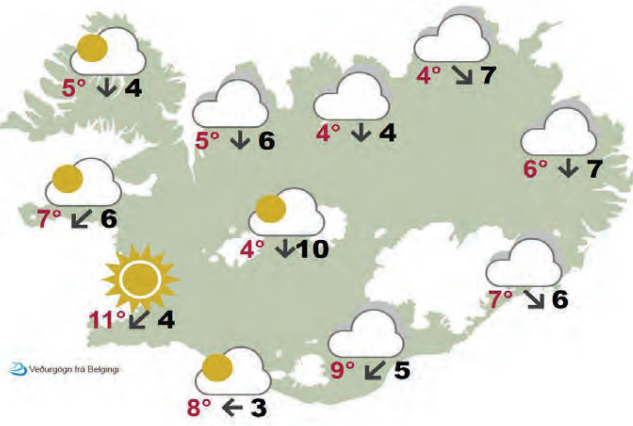 4° ↘ 7
5° ↓ 4
5° ↓ 6
4° ↓ 4
6° ↓ 7
7° ↙ 6
4° ↓ 10
7° ↘ 6
11° ↙ 4
9° ↙ 5
Veðurgögn frá Belgingi
8° ← 3